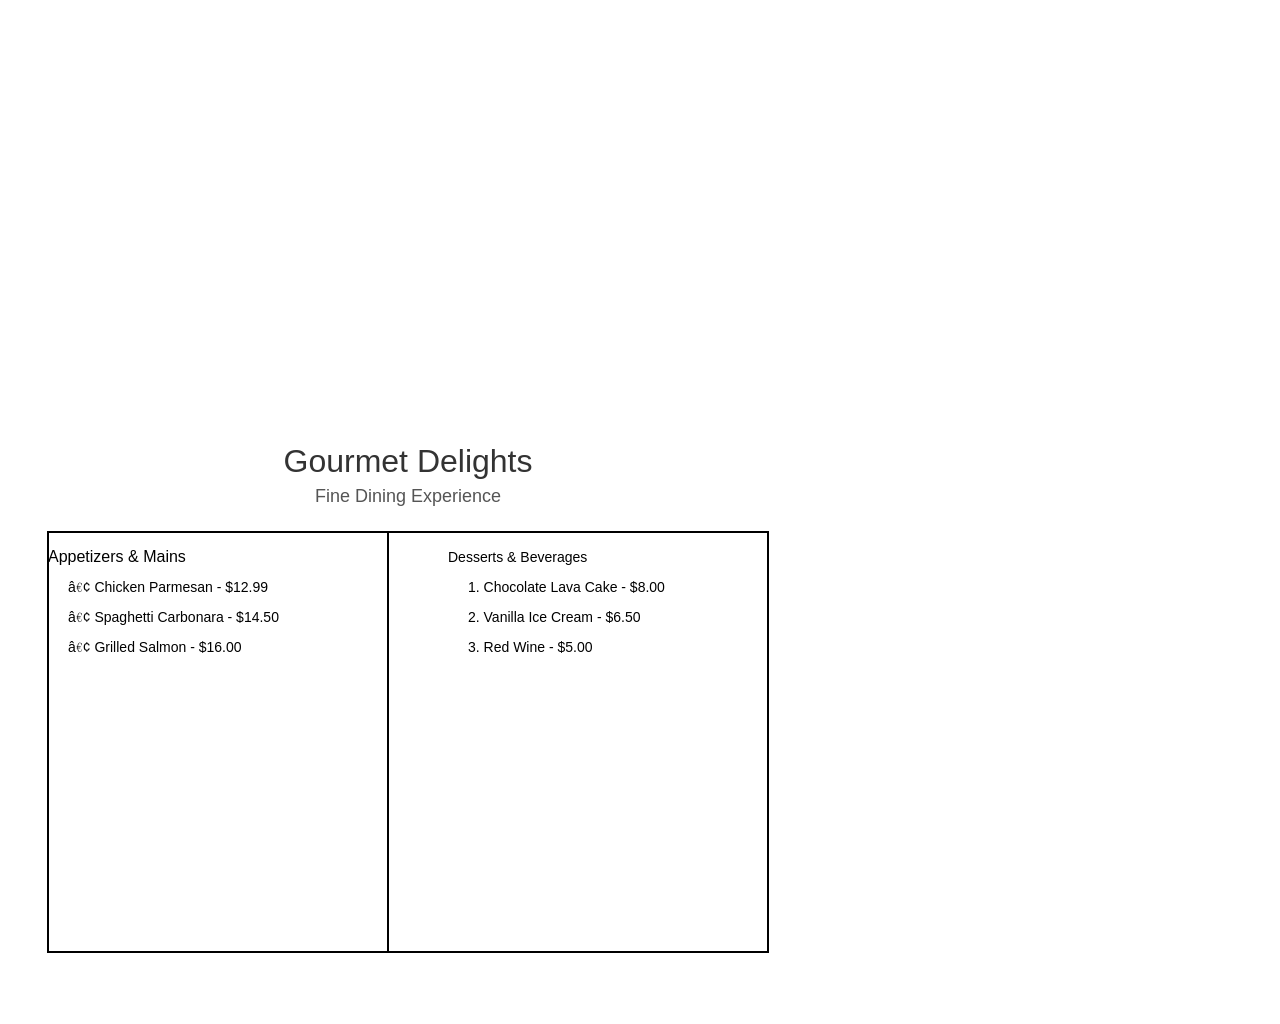 Gourmet Delights
Fine Dining Experience
Appetizers & Mains
â€¢ Chicken Parmesan - $12.99
â€¢ Spaghetti Carbonara - $14.50
â€¢ Grilled Salmon - $16.00
Desserts & Beverages
1. Chocolate Lava Cake - $8.00
2. Vanilla Ice Cream - $6.50
3. Red Wine - $5.00